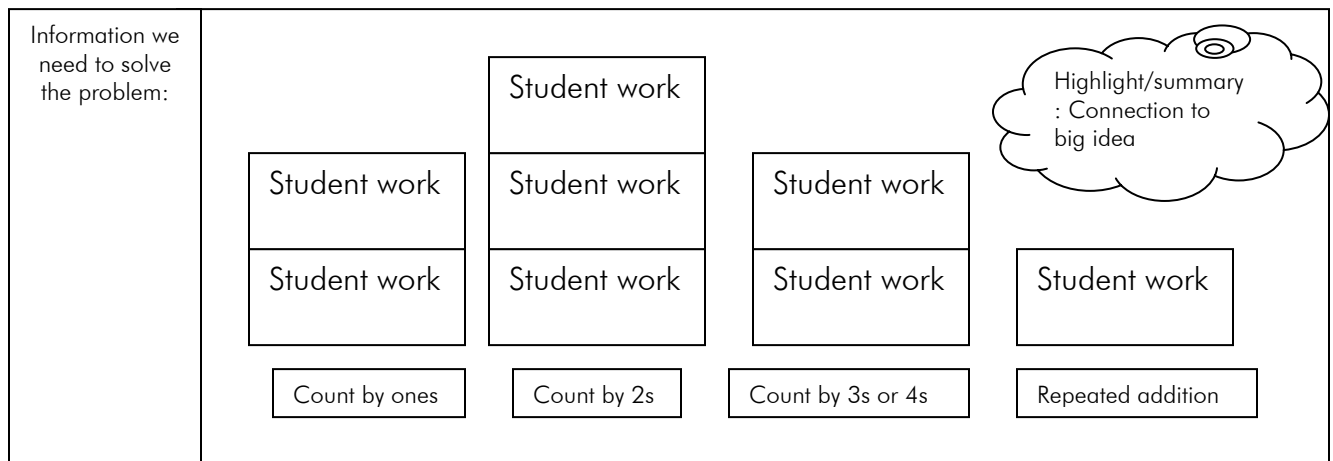 Information we
need to solve
the problem:
Student work
Student work
Student work
Student work
Student work
Student work
Student work
Student work
Highlight/summary
: Connection to
big idea
Count by ones
Count by 2s
Count by 3s or 4s
Repeated addition